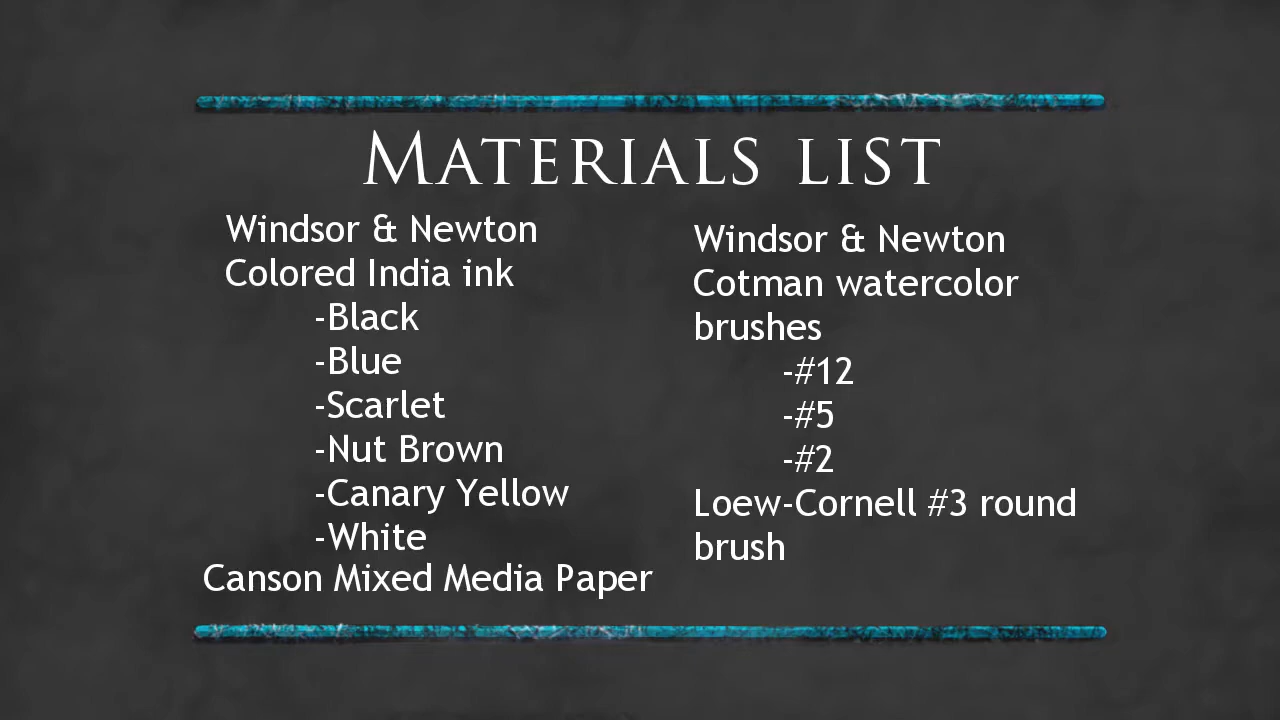 MATERIALS LIST
Windsor & Newton
Colored India ink
-Black
-Blue
-Scarlet
-Nut Brown
-Canary Yellow
-White
Canson Mixed Media Paper
Windsor & Newton
Cotman watercolor
brushes
-#12
-#5
-#2
Loew-Cornell #3 round
brush